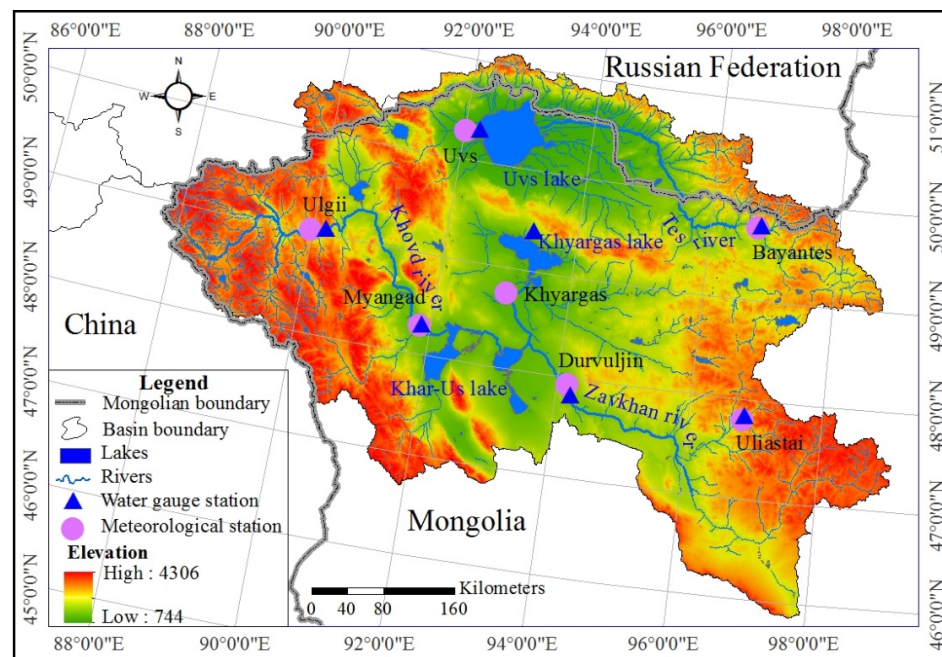 86°0'0"E 88°0'0"E 90°0'0"E 92°0'0"E 94°0'0"E 96°0'0"E 98°0'0"E
50°0'0"N
49°0'0"N
48°0'0"N
47°0'0"N
46°0'0"N
45°0'0"N
51°0'0"N
50°0'0"N
49°0'0"N
48°0'0"N
47°0'0"N
46°0'0"N
N
W E
S
Russian Federation
Uvs
Uvs lake
Ulgii
Khovd river
Tes river
Bayantes
Khyargas lake
Khyargas
Myangad
China
Durvuljin
Khar-Us lake
Zavkhan river
Uliastai
Mongolia
Legend
Mongolian boundary
Basin boundary
Lakes
Rivers
Water gauge station
Meteorological station
Elevation
High : 4306
Low : 744
Kilometers
0 40 80 160
88°0'0"E 90°0'0"E 92°0'0"E 94°0'0"E 96°0'0"E 98°0'0"E